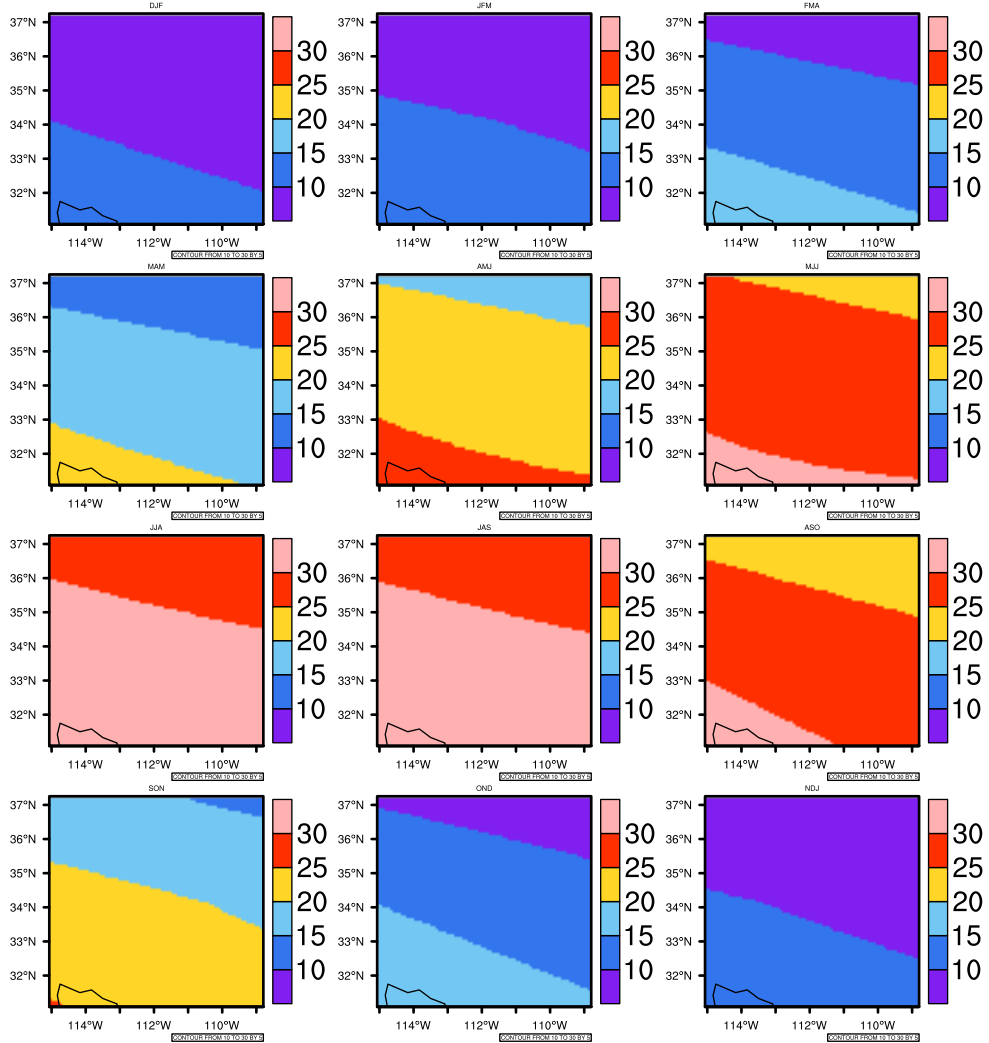 DJF
37°N
36°N
35°N
34°N
33°N
32°N
114°W
112°W
110°W
30
25
20
15
10
CONTOUR FROM 10 TO 30 BY 5
JFM
37°N
36°N
35°N
34°N
33°N
32°N
114°W
112°W
110°W
30
25
20
15
10
CONTOUR FROM 10 TO 30 BY 5
FMA
37°N
36°N
35°N
34°N
33°N
32°N
114°W
112°W
110°W
30
25
20
15
10
CONTOUR FROM 10 TO 30 BY 5
MAM
37°N
36°N
35°N
34°N
33°N
32°N
114°W
112°W
110°W
30
25
20
15
10
CONTOUR FROM 10 TO 30 BY 5
AMJ
37°N
36°N
35°N
34°N
33°N
32°N
114°W
112°W
110°W
30
25
20
15
10
CONTOUR FROM 10 TO 30 BY 5
MJJ
37°N
36°N
35°N
34°N
33°N
32°N
114°W
112°W
110°W
30
25
20
15
10
CONTOUR FROM 10 TO 30 BY 5
JJA
37°N
36°N
35°N
34°N
33°N
32°N
114°W
112°W
110°W
30
25
20
15
10
CONTOUR FROM 10 TO 30 BY 5
JAS
37°N
36°N
35°N
34°N
33°N
32°N
114°W
112°W
110°W
30
25
20
15
10
CONTOUR FROM 10 TO 30 BY 5
ASO
37°N
36°N
35°N
34°N
33°N
32°N
114°W
112°W
110°W
30
25
20
15
10
CONTOUR FROM 10 TO 30 BY 5
SON
37°N
36°N
35°N
34°N
33°N
32°N
114°W
112°W
110°W
30
25
20
15
10
CONTOUR FROM 10 TO 30 BY 5
OND
37°N
36°N
35°N
34°N
33°N
32°N
114°W
112°W
110°W
30
25
20
15
10
CONTOUR FROM 10 TO 30 BY 5
NDJ
37°N
36°N
35°N
34°N
33°N
32°N
114°W
112°W
110°W
30
25
20
15
10
CONTOUR FROM 10 TO 30 BY 5